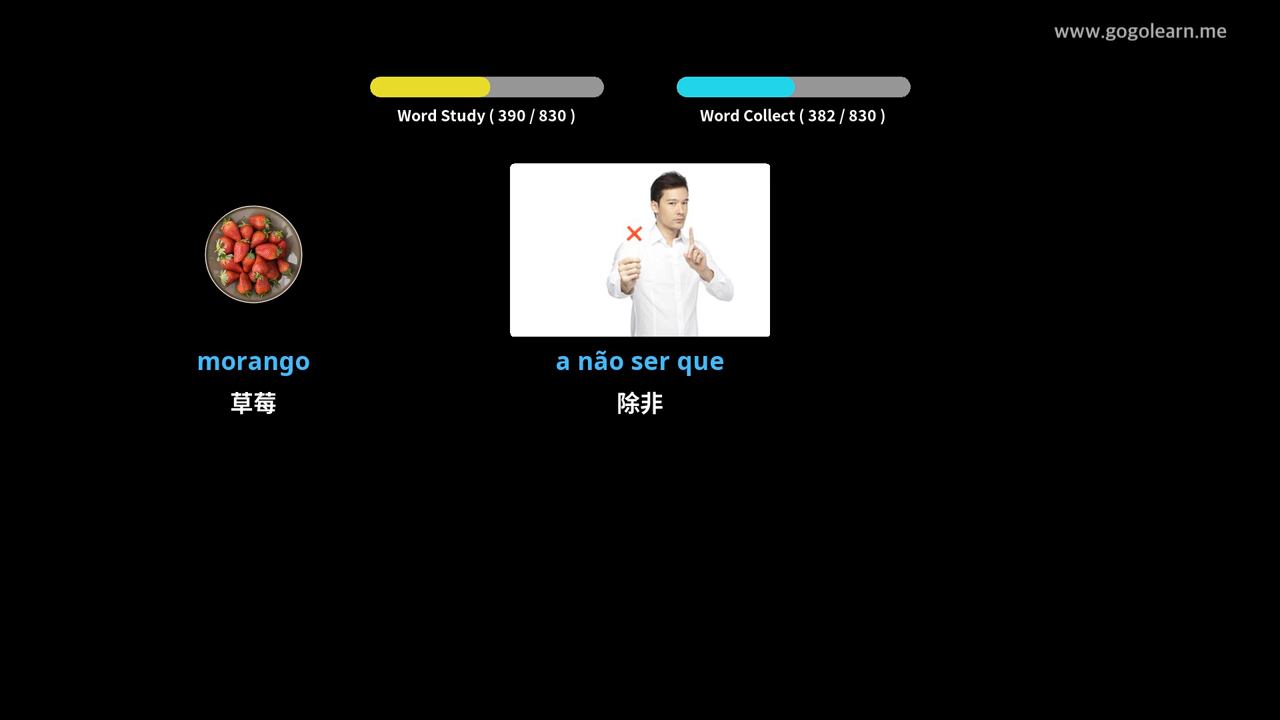 www.gogolearn.me
Word Study ( 390 / 830 )
Word Collect ( 382 / 830 )
morango
草莓
a não ser que
除非